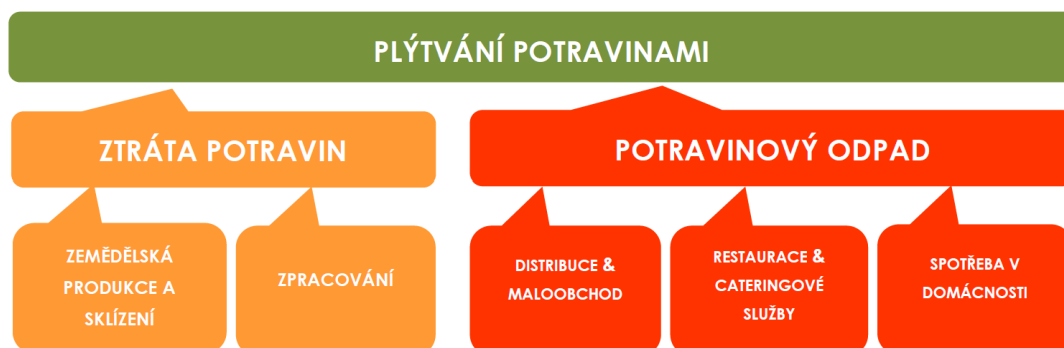 PLÝTVÁNÍ POTRAVINAMI
ZTRÁTA POTRAVIN
POTRAVINOVÝ ODPAD
ZEMĚDĚLSKÁ
PRODUKCE A
SKLÍZENÍ
ZPRACOVÁNÍ
DISTRIBUCE &
MALOOBCHOD
RESTAURACE &
CATERINGOVÉ
SLUŽBY
SPOTŘEBA V
DOMÁCNOSTI